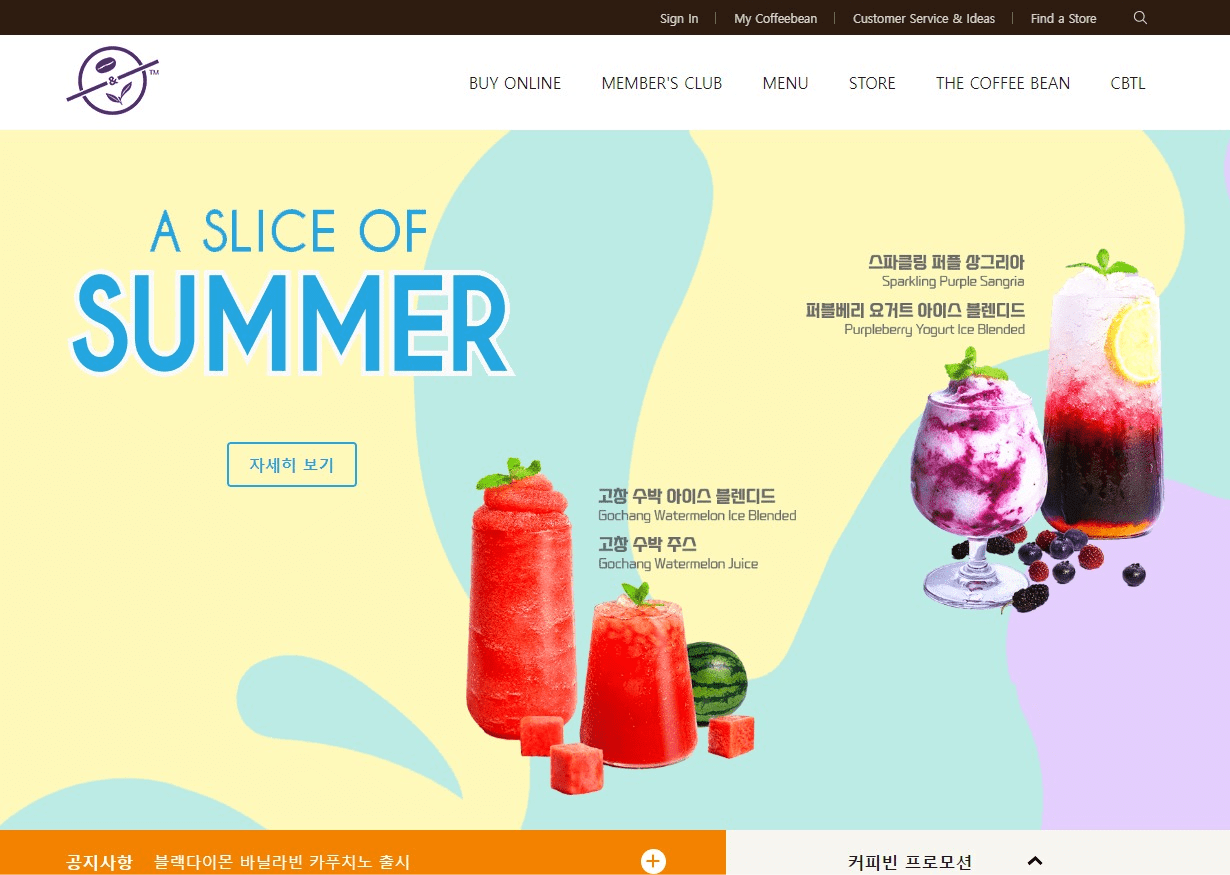 Sign In
My Coffeebean
Customer Service & Ideas
Find a Store
&
TM
BUY ONLINE
MEMBER'S CLUB
MENU
STORE
THE COFFEE BEAN
CBTL
A SLICE OF
SUMMER
자세히 보기
스파클링 퍼플 상그리아
Sparkling Purple Sangria
퍼플베리 요거트 아이스 블렌디드
Purpleberry Yogurt Ice Blended
고창 수박 아이스 블렌디드
Gochang Watermelon Ice Blended
고창 수박 주스
Gochang Watermelon Juice
공지사항 블랙다이몬 바닐라빈 카푸치노 출시
커피빈 프로모션